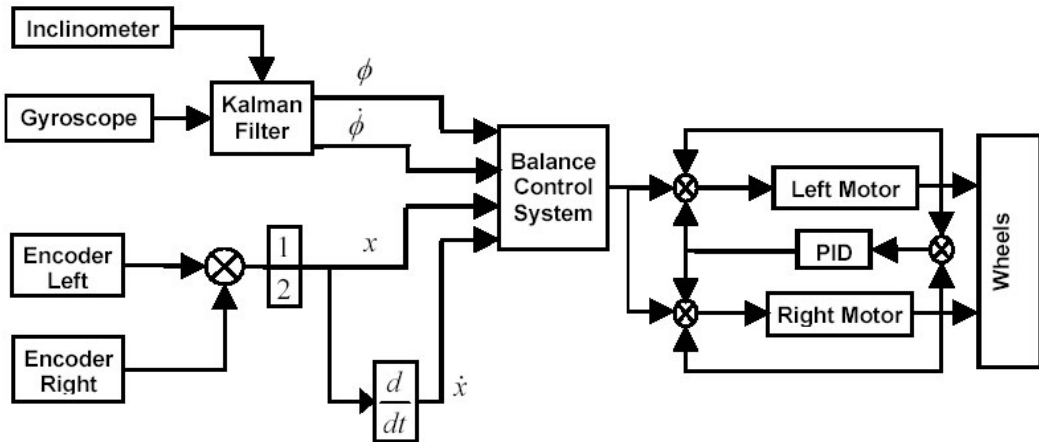 Inclinometer
Gyroscope
Kalman
Filter
ϕ
ϕ̇
Balance
Control
System
Encoder
Left
1
2
x
Encoder
Right
d
dt
ẋ
Left Motor
PID
Right Motor
Wheels